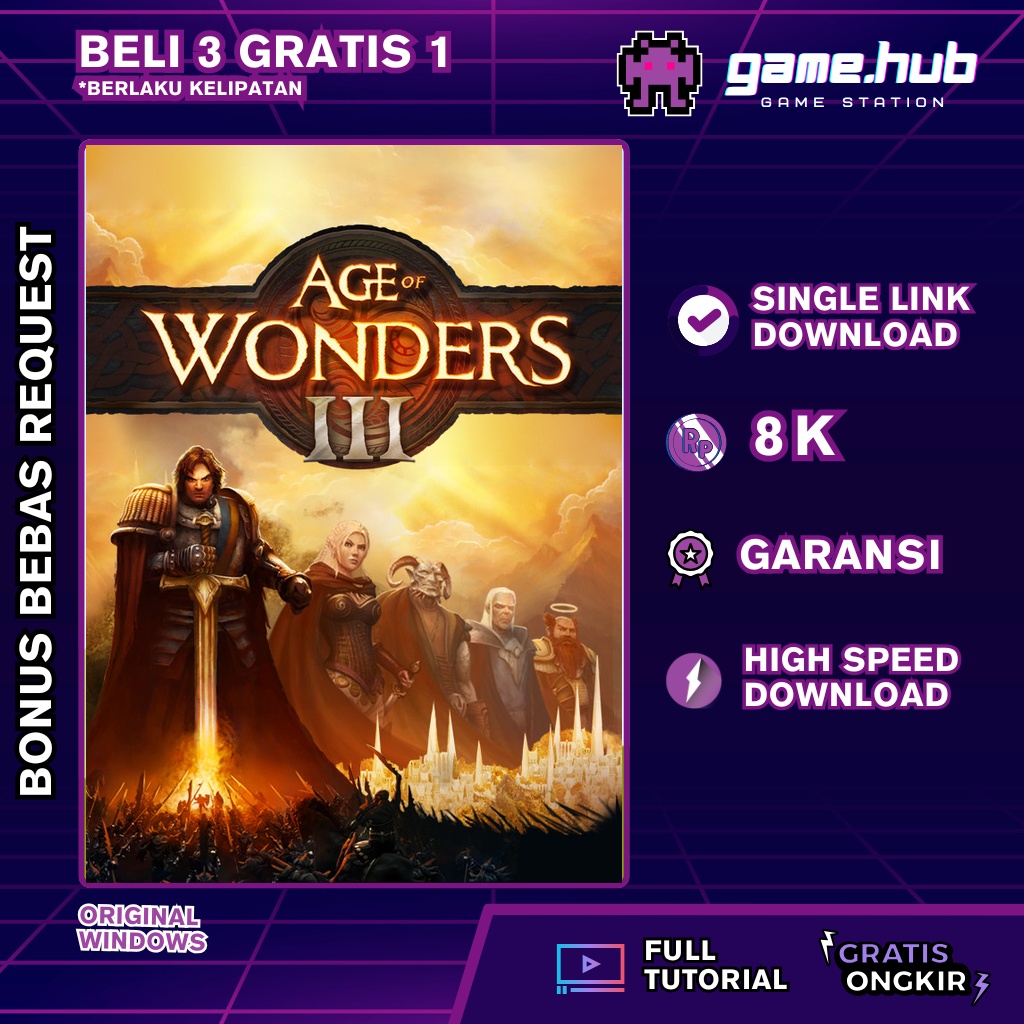 BELI 3 GRATIS 1
*BERLAKU KELIPATAN
game.hub
GAME STATION
BONUS BEBAS REQUEST
AGE OF
WONDERS
III
SINGLE LINK
DOWNLOAD
Rp
8K
GARANSI
HIGH SPEED
DOWNLOAD
ORIGINAL
WINDOWS
FULL
TUTORIAL
GRATIS
ONGKIR